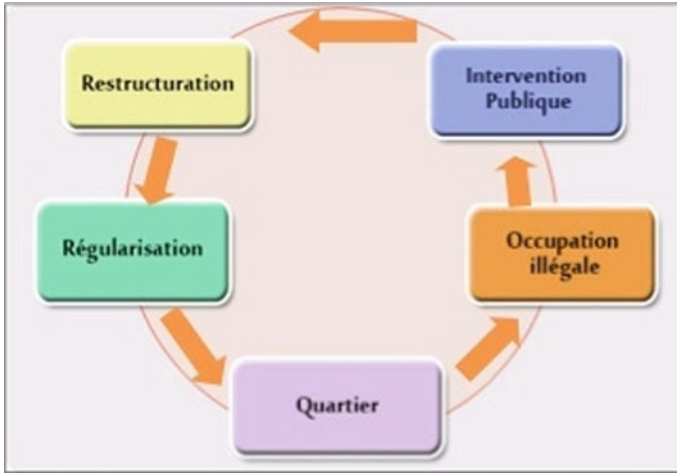 Restructuration
Intervention
Publique
Régularisation
Occupation
illégale
Quartier